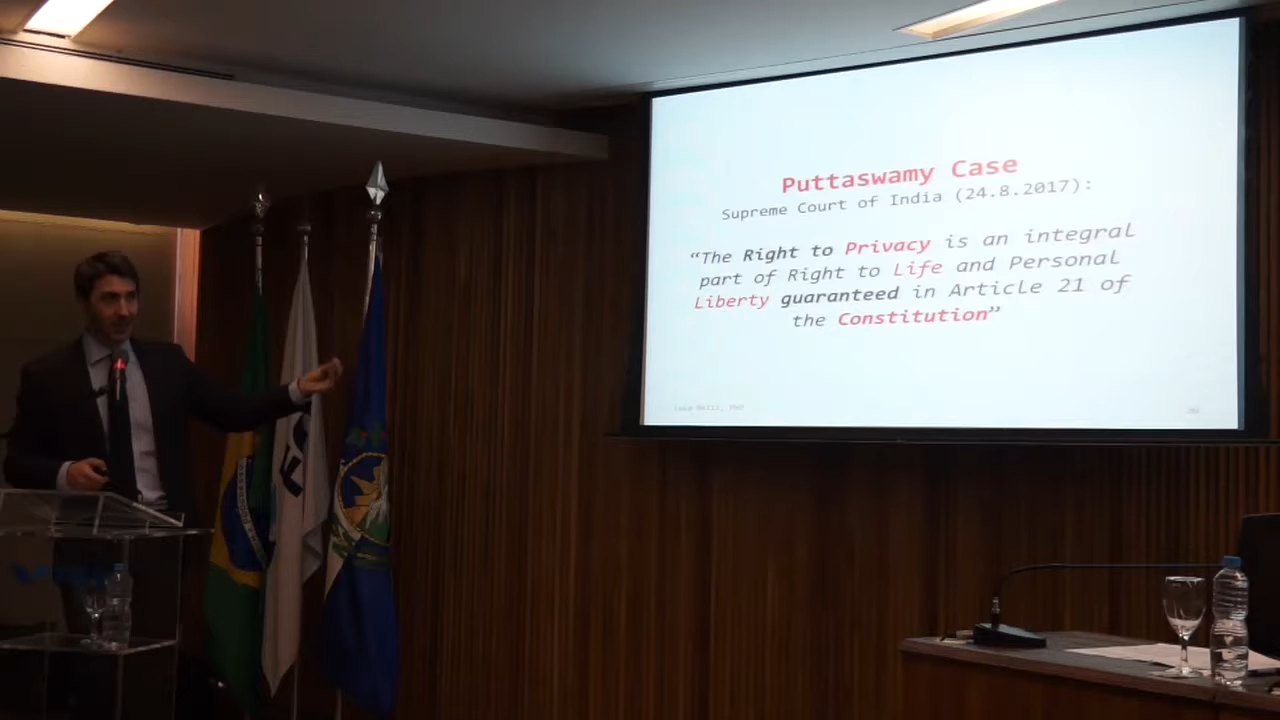 Puttaswamy Case
Supreme Court of India (24.8.2017):
“The Right to Privacy is an integral
part of Right to Life and Personal
Liberty guaranteed in Article 21 of
the Constitution”